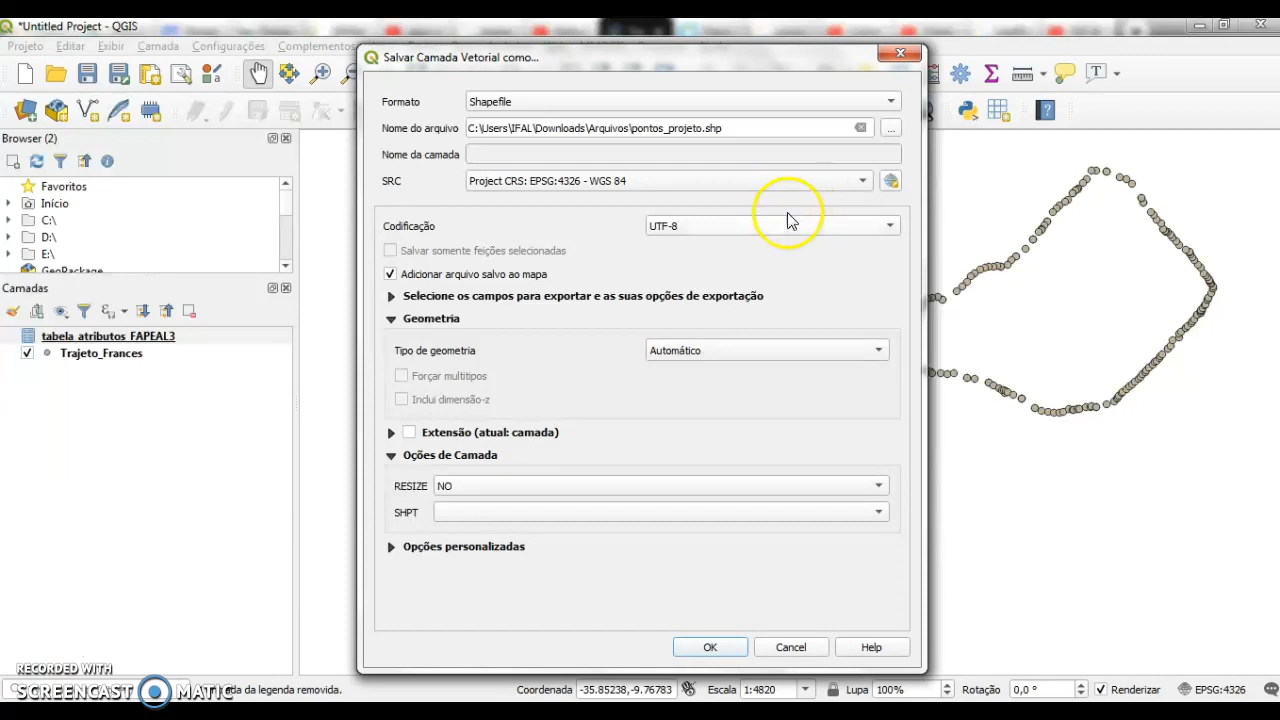 *Untitled Project - QGIS
Projeto Editar Exibir Camada Configurações Complementos
Salvar Camada Vetorial como...
Formato Shapefile
Nome do arquivo C:\Users\IFAL\Downloads\Arquivos\pontos_projeto.shp ...
Nome da camada
SRC Project CRS: EPSG:4326 - WGS 84
Codificação UTF-8
Salvar somente feições selecionadas
Adicionar arquivo salvo ao mapa
Selecione os campos para exportar e as suas opções de exportação
Geometria
Tipo de geometria Automático
Forçar multitipos
Inclui dimensão-z
Extensão (atual: camada)
Oções de Camada
RESIZE NO
SHPT
Opções personalizadas
OK Cancel Help
Browser (2)
Favoritos
Início
C:\
D:\
E:\
GeoPackage
Camadas
tabela atributos FAPEAL3
Trajeto_Frances
RECORDED WITH
SCREENCAST MATIC
da legenda removida. Coordenada -35.85238,-9.76783 Escala 1:4820 Lupa 100% Rotação 0,0 ° Renderizar EPSG:4326